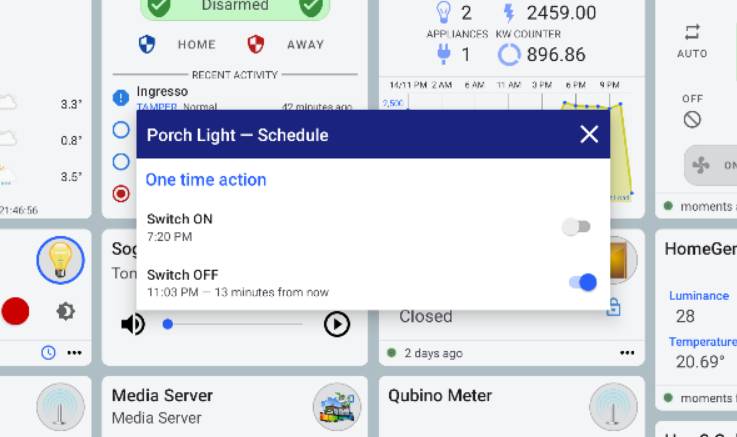 Disarmed
HOME AWAY
RECENT ACTIVITY
Ingresso
TAMPER Normal 42 minutes ago
2 2459.00
APPLIANCES KW COUNTER
1 896.86
14/11 PM 2 AM 6 AM 11 AM 3 PM 6 PM 9 PM
2,500
AUTO
OFF
ON
moments
3.3°
0.8°
3.5°
21:46:56
Porch Light — Schedule
One time action
Switch ON
7:20 PM
Switch OFF
11:03 PM — 13 minutes from now
Closed
2 days ago
HomeGen
Luminance
28
Temperature
20.69°
moments
Media Server
Media Server
Qubino Meter